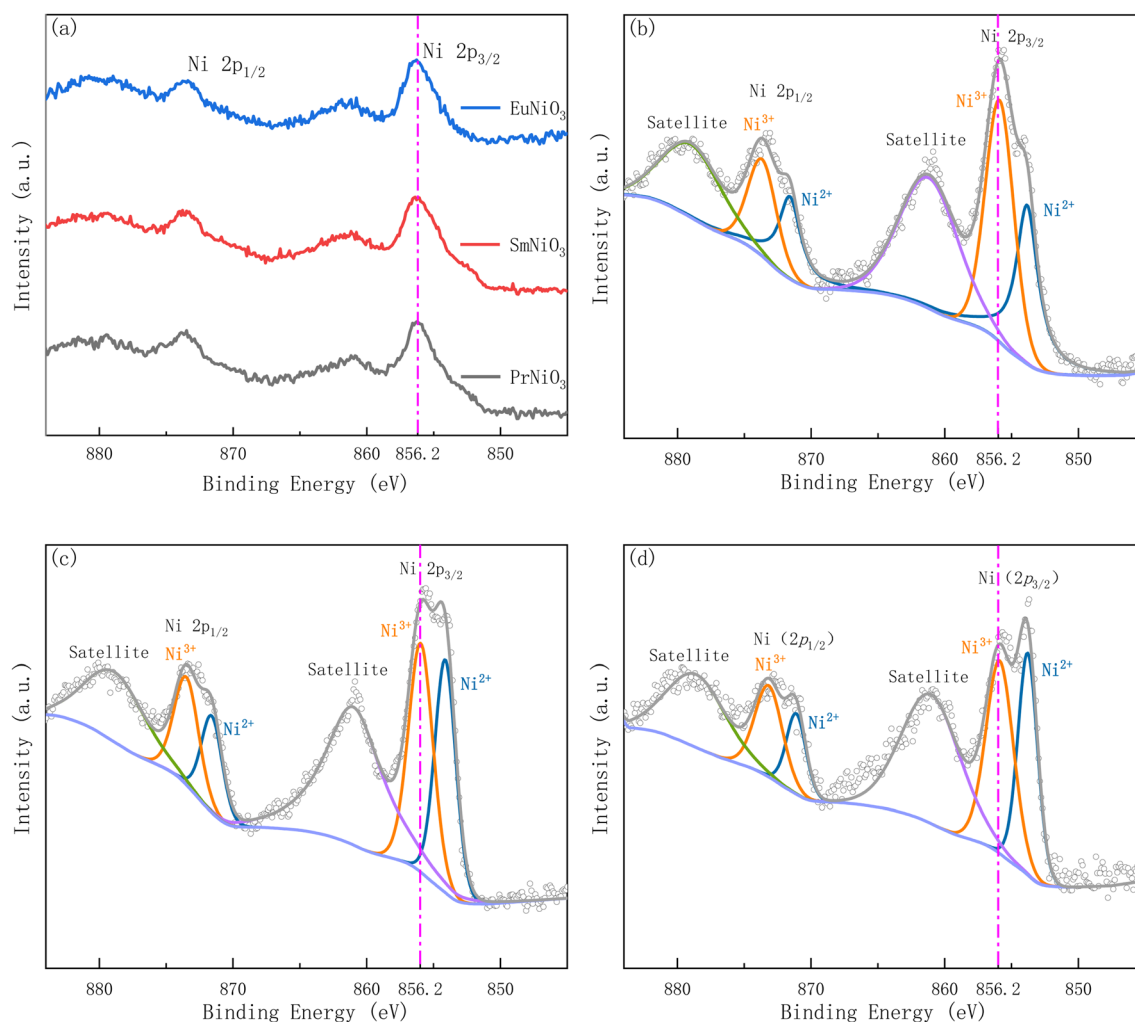 (a)
Ni 2p1/2
Ni 2p3/2
EuNiO3
SmNiO3
PrNiO3
Intensity (a.u.)
880 870 860 856.2 850
Binding Energy (eV)
(b)
Ni 2p3/2
Ni3+
Ni 2p1/2
Satellite
Ni3+
Satellite
Ni2+
Ni2+
Intensity (a.u.)
880 870 860 856.2 850
Binding Energy (eV)
(c)
Ni 2p3/2
Ni 2p1/2
Ni3+
Satellite
Ni3+
Satellite
Ni2+
Ni2+
Intensity (a.u.)
880 870 860 856.2 850
Binding Energy (eV)
(d)
Ni (2p3/2)
Ni (2p1/2)
Ni3+
Satellite
Ni3+
Satellite
Ni2+
Ni2+
Intensity (a.u.)
880 870 860 856.2 850
Binding Energy (eV)